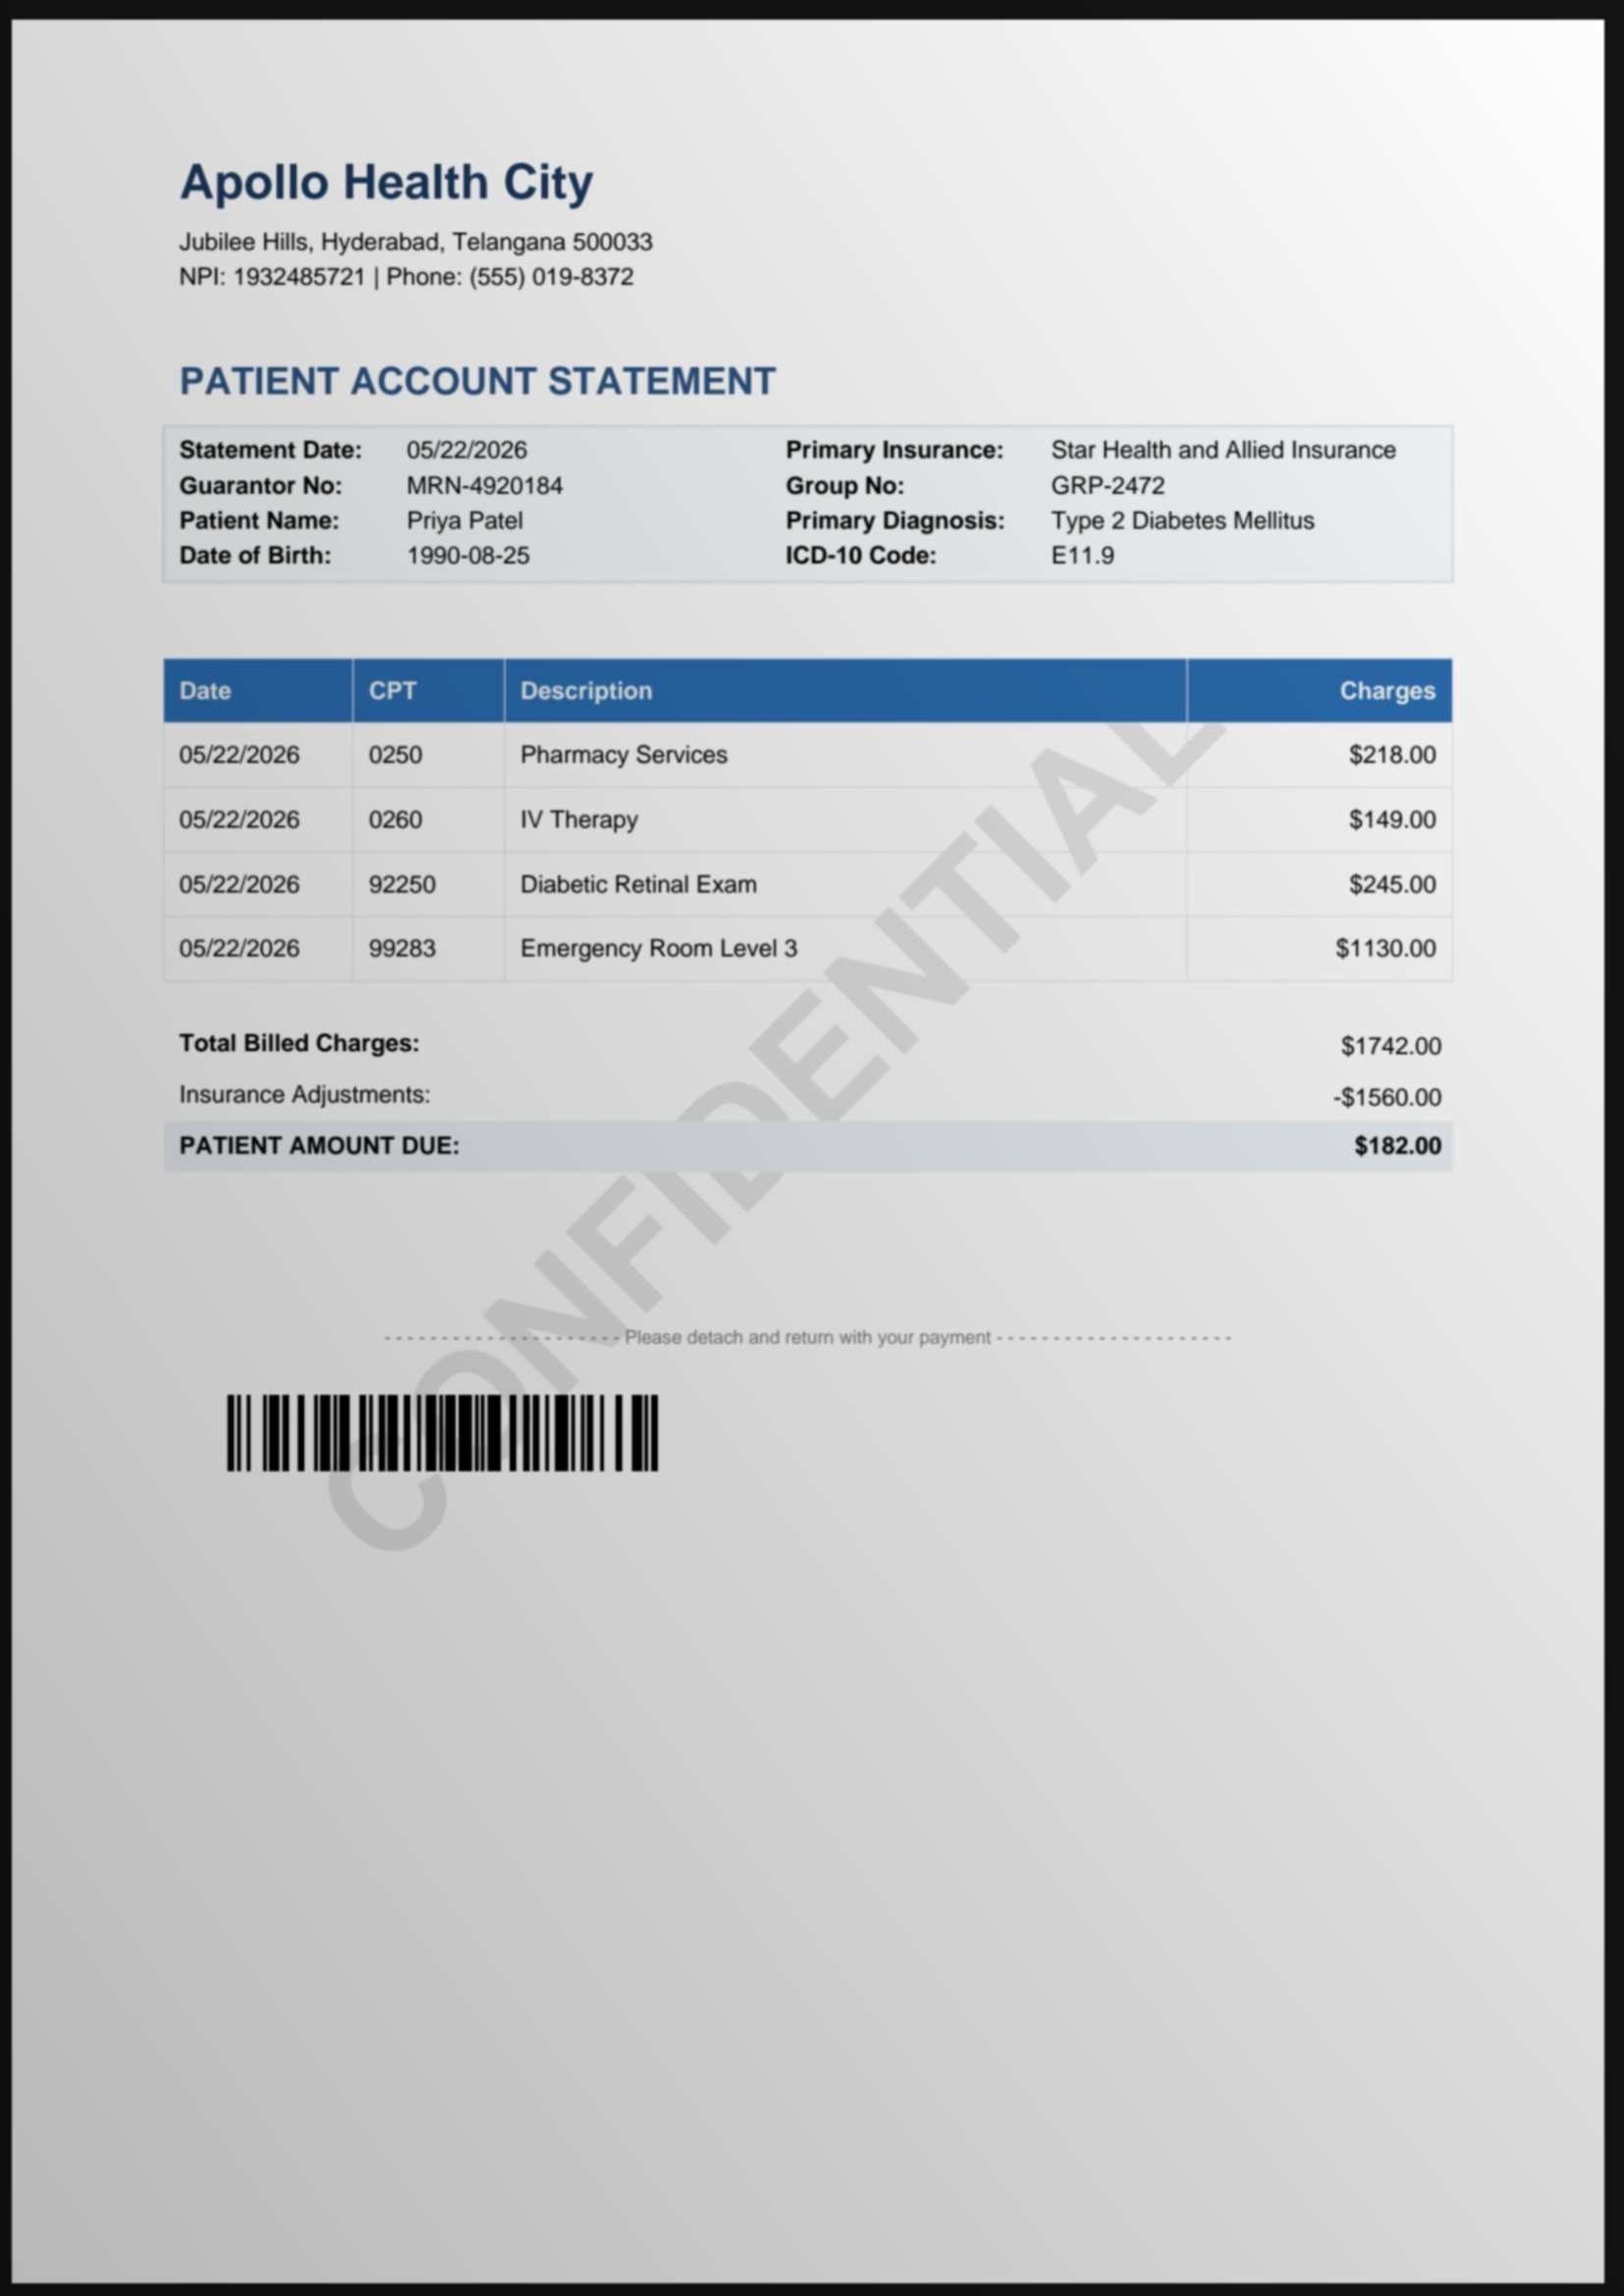 Apollo Health City
Jubilee Hills, Hyderabad, Telangana 500033
NPI: 1932485721 | Phone: (555) 019-8372
PATIENT ACCOUNT STATEMENT
Statement Date: 05/22/2026 Primary Insurance: Star Health and Allied Insurance
Guarantor No: MRN-4920184 Group No: GRP-2472
Patient Name: Priya Patel Primary Diagnosis: Type 2 Diabetes Mellitus
Date of Birth: 1990-08-25 ICD-10 Code: E11.9
Date CPT Description Charges
05/22/2026 0250 Pharmacy Services $218.00
05/22/2026 0260 IV Therapy $149.00
05/22/2026 92250 Diabetic Retinal Exam $245.00
05/22/2026 99283 Emergency Room Level 3 $1130.00
Total Billed Charges: $1742.00
Insurance Adjustments: -$1560.00
PATIENT AMOUNT DUE: $182.00
- - - - - - - - - - - - - - - - - - - - - Please detach and return with your payment - - - - - - - - - - - - - - - - - - - - -
CONFIDENTIAL